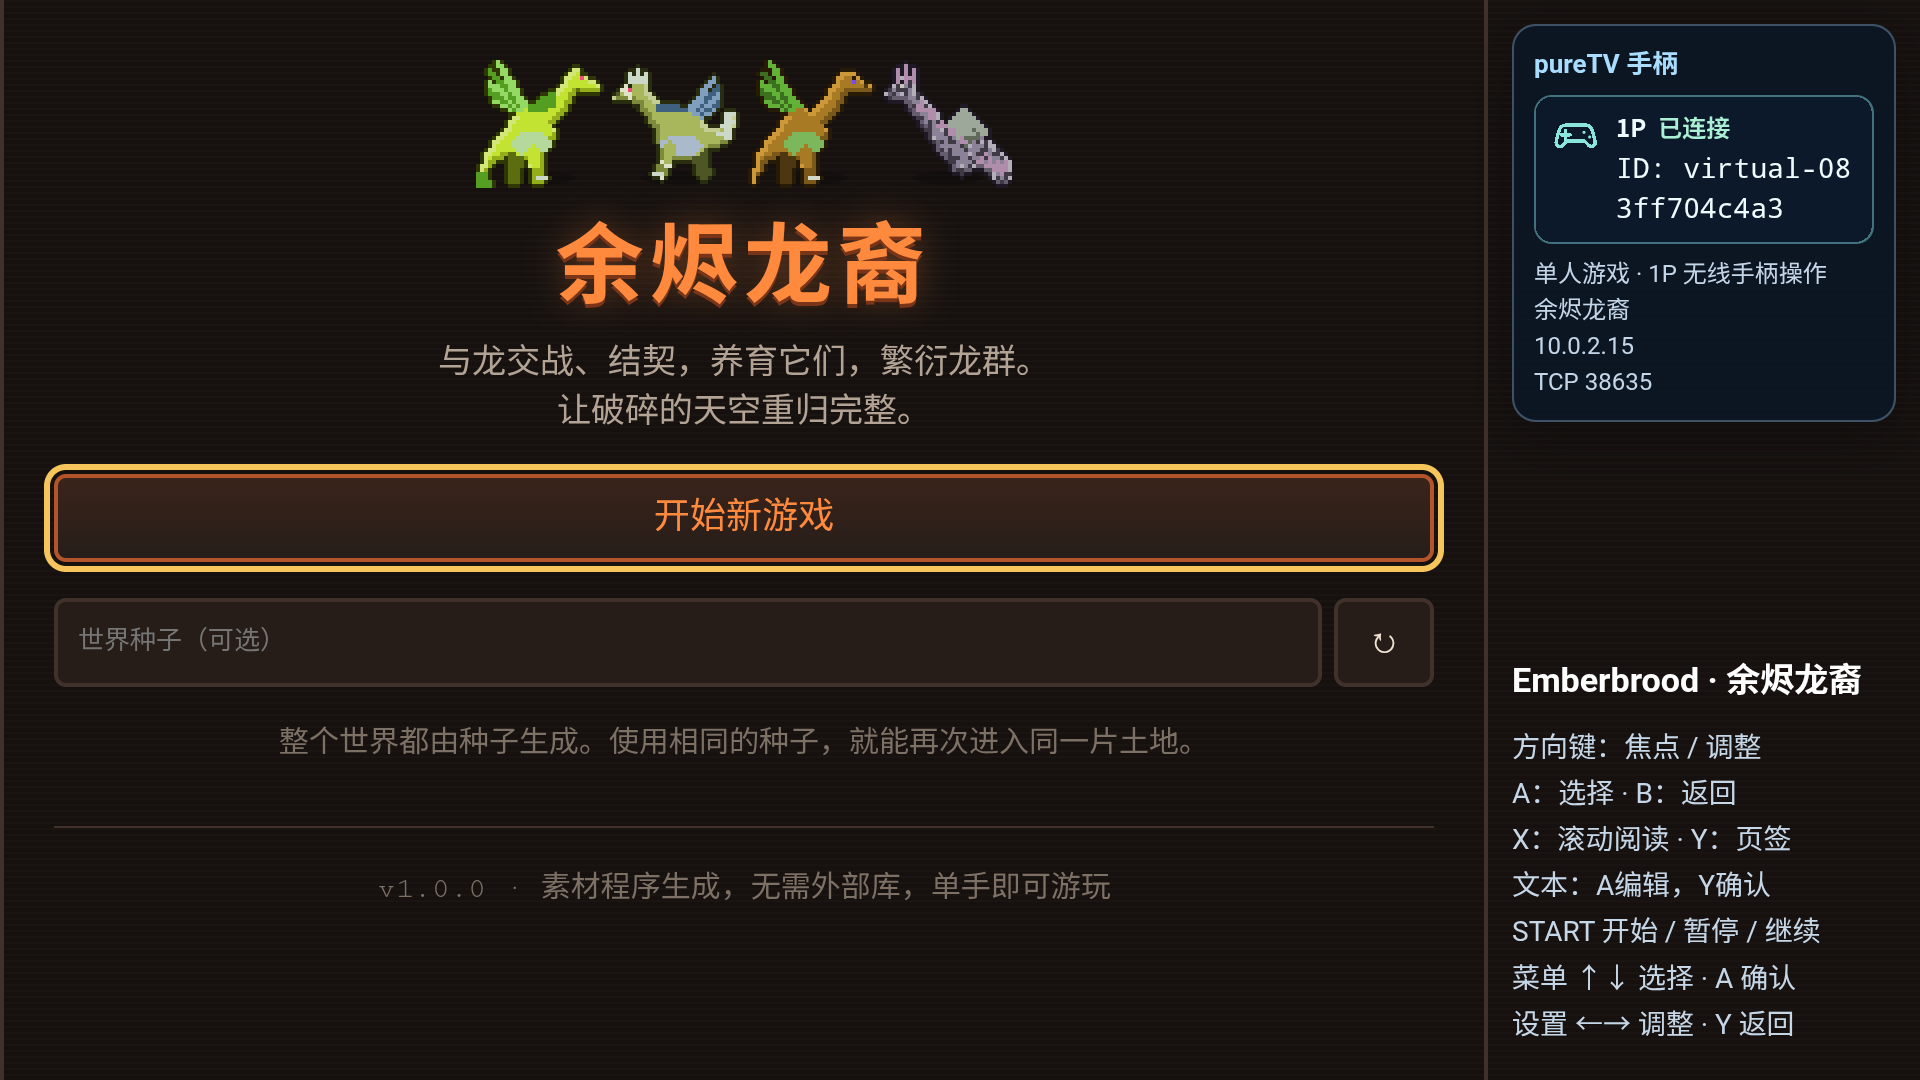 余烬龙裔
与龙交战、结契，养育它们，繁衍龙群。
让破碎的天空重归完整。
开始新游戏
世界种子（可选）
整个世界都由种子生成。使用相同的种子，就能再次进入同一片土地。
v1.0.0 · 素材程序生成，无需外部库，单手即可游玩
pureTV 手柄
1P 已连接
ID: virtual-08
3ff704c4a3
单人游戏 · 1P 无线手柄操作
余烬龙裔
10.0.2.15
TCP 38635
Emberbrood · 余烬龙裔
方向键：焦点 / 调整
A：选择 · B：返回
X：滚动阅读 · Y：页签
文本：A编辑，Y确认
START 开始 / 暂停 / 继续
菜单 ↑↓ 选择 · A 确认
设置 ←→ 调整 · Y 返回